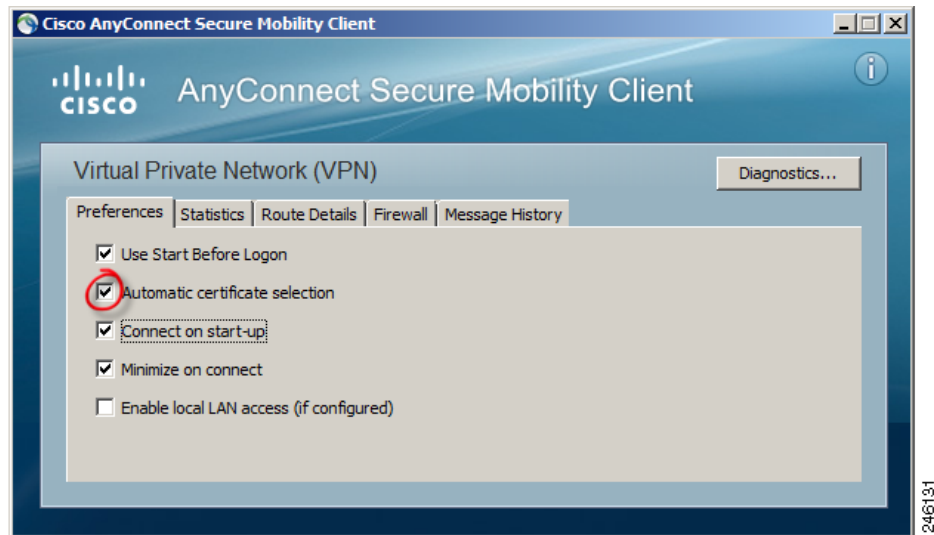 Cisco AnyConnect Secure Mobility Client
CISCO AnyConnect Secure Mobility Client
Virtual Private Network (VPN)
Diagnostics...
Preferences Statistics Route Details Firewall Message History
Use Start Before Logon
Automatic certificate selection
Connect on start-up
Minimize on connect
Enable local LAN access (if configured)
246131